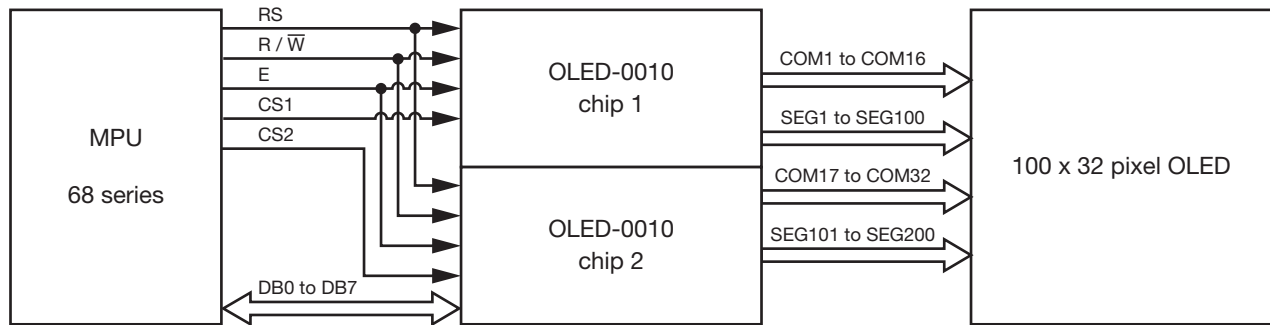 RS
R / W̅
E
CS1
CS2
MPU
68 series
DB0 to DB7
OLED-0010
chip 1
OLED-0010
chip 2
COM1 to COM16
SEG1 to SEG100
COM17 to COM32
SEG101 to SEG200
100 x 32 pixel OLED